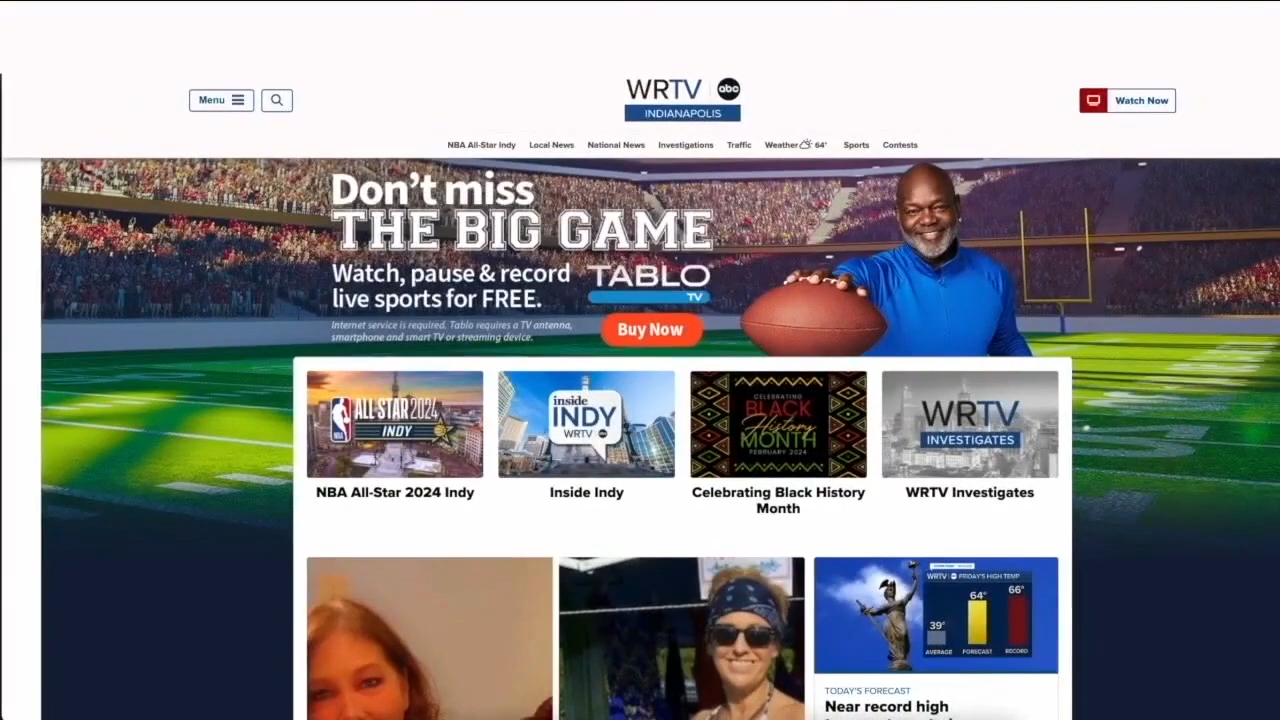 Menu
WRTV abc
INDIANAPOLIS
Watch Now
NBA All-Star Indy Local News National News Investigations Traffic Weather 64° Sports Contests
Don't miss
THE BIG GAME
Watch, pause & record
live sports for FREE.
TABLO
TV
Internet service is required. Tablo requires a TV antenna,
smartphone and smart TV or streaming device.
Buy Now
NBA
ALL-STAR 2024
INDY
NBA All-Star 2024 Indy
inside
INDY
WRTV abc
Inside Indy
CELEBRATING
BLACK
History
MONTH
FEBRUARY 2024
Celebrating Black History
Month
WRTV
INVESTIGATES
WRTV Investigates
WRTV FRIDAY'S HIGH TEMP
39°
64°
66°
AVERAGE FORECAST RECORD
TODAY'S FORECAST
Near record high